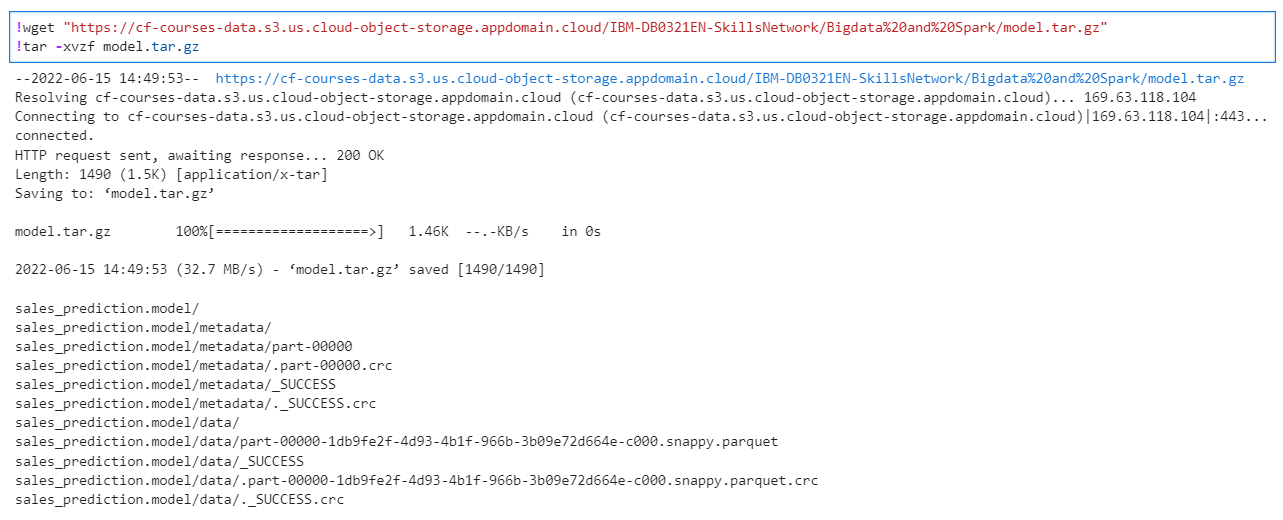 !wget "https://cf-courses-data.s3.us.cloud-object-storage.appdomain.cloud/IBM-DB0321EN-SkillsNetwork/Bigdata%20and%20Spark/model.tar.gz"
!tar -xvzf model.tar.gz
--2022-06-15 14:49:53--  https://cf-courses-data.s3.us.cloud-object-storage.appdomain.cloud/IBM-DB0321EN-SkillsNetwork/Bigdata%20and%20Spark/model.tar.gz
Resolving cf-courses-data.s3.us.cloud-object-storage.appdomain.cloud (cf-courses-data.s3.us.cloud-object-storage.appdomain.cloud)... 169.63.118.104
Connecting to cf-courses-data.s3.us.cloud-object-storage.appdomain.cloud (cf-courses-data.s3.us.cloud-object-storage.appdomain.cloud)|169.63.118.104|:443...
connected.
HTTP request sent, awaiting response... 200 OK
Length: 1490 (1.5K) [application/x-tar]
Saving to: ‘model.tar.gz’
model.tar.gz        100%[===================>]   1.46K  --.-KB/s    in 0s
2022-06-15 14:49:53 (32.7 MB/s) - ‘model.tar.gz’ saved [1490/1490]
sales_prediction.model/
sales_prediction.model/metadata/
sales_prediction.model/metadata/part-00000
sales_prediction.model/metadata/.part-00000.crc
sales_prediction.model/metadata/_SUCCESS
sales_prediction.model/metadata/._SUCCESS.crc
sales_prediction.model/data/
sales_prediction.model/data/part-00000-1db9fe2f-4d93-4b1f-966b-3b09e72d664e-c000.snappy.parquet
sales_prediction.model/data/_SUCCESS
sales_prediction.model/data/.part-00000-1db9fe2f-4d93-4b1f-966b-3b09e72d664e-c000.snappy.parquet.crc
sales_prediction.model/data/._SUCCESS.crc